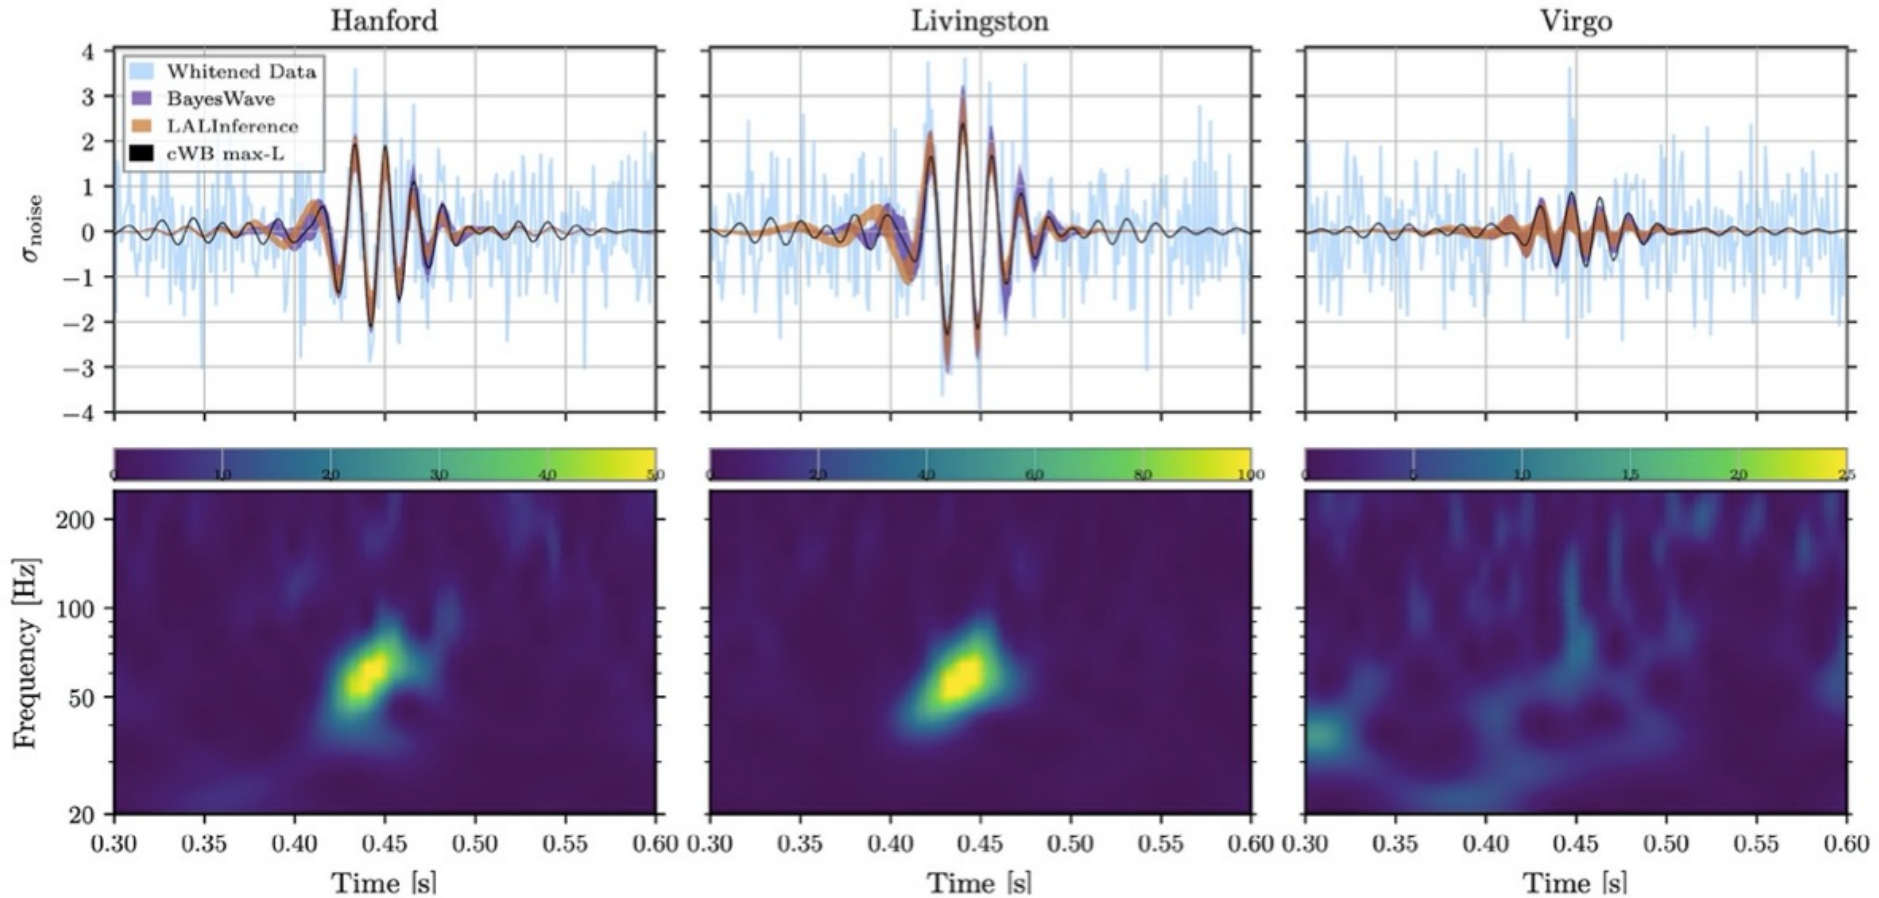 Hanford Livingston Virgo
Whitened Data
BayesWave
LALInference
cWB max-L
4
3
2
1
0
−1
−2
−3
−4
σnoise
0 10 20 30 40 50 0 20 40 60 80 100 0 5 10 15 20 25
200
100
50
20
Frequency [Hz]
0.30 0.35 0.40 0.45 0.50 0.55 0.60 0.30 0.35 0.40 0.45 0.50 0.55 0.60 0.30 0.35 0.40 0.45 0.50 0.55 0.60
Time [s] Time [s] Time [s]